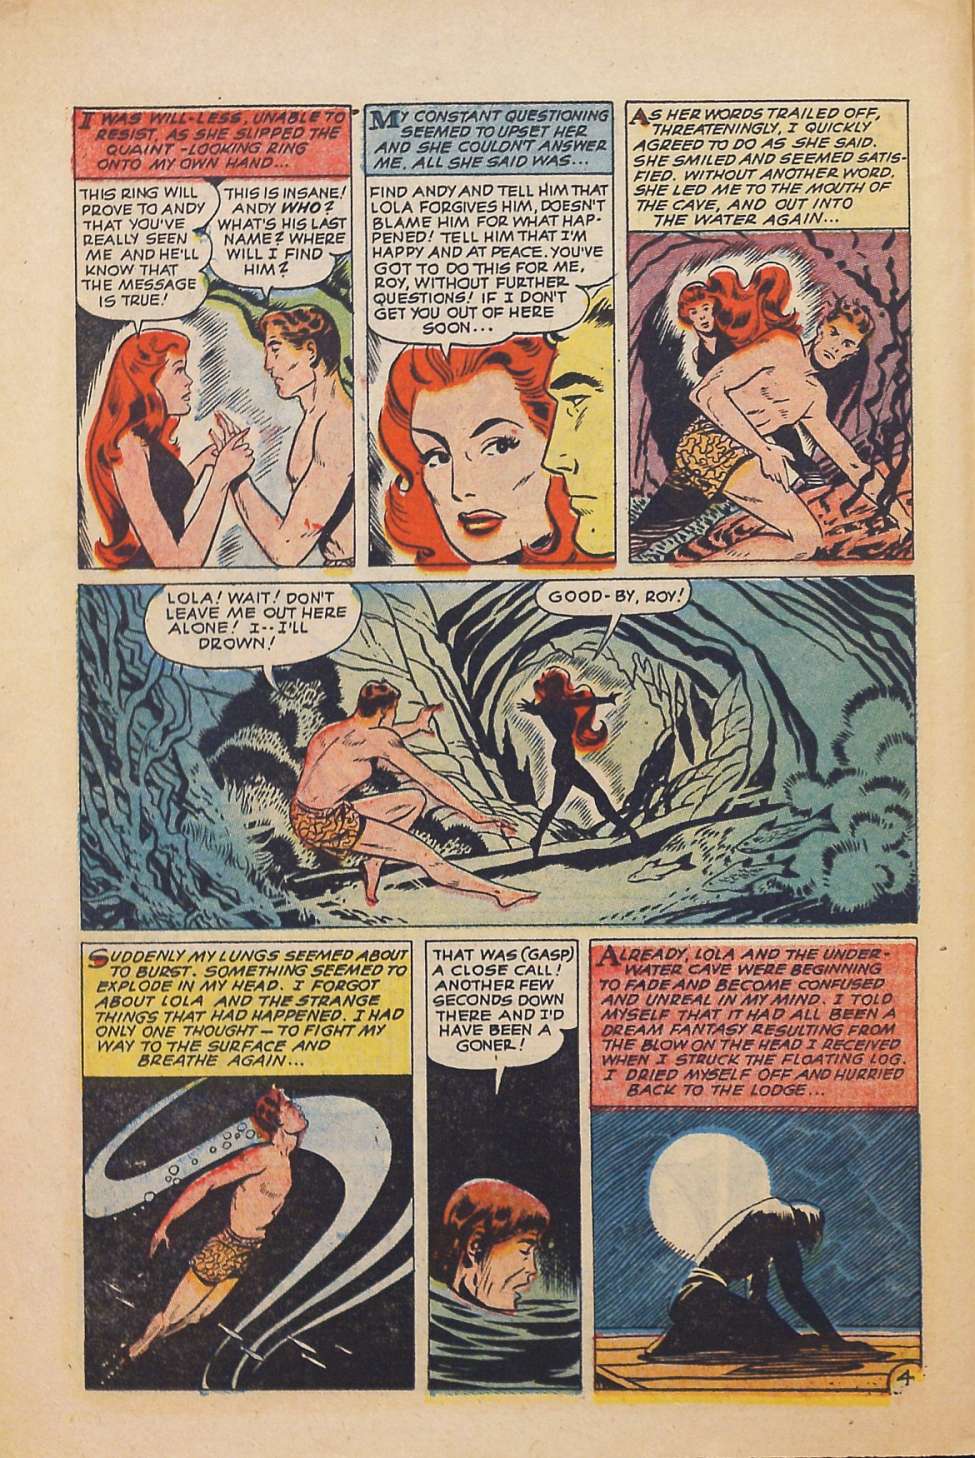 I WAS WILL-LESS, UNABLE TO
RESIST, AS SHE SLIPPED THE
QUAINT-LOOKING RING
ONTO MY OWN HAND...
THIS RING WILL
PROVE TO ANDY
THAT YOU'VE
REALLY SEEN
ME AND HE'LL
KNOW THAT
THE MESSAGE
IS TRUE!
THIS IS INSANE!
ANDY WHO?
WHAT'S HIS LAST
NAME? WHERE
WILL I FIND
HIM?
MY CONSTANT QUESTIONING
SEEMED TO UPSET HER
AND SHE COULDN'T ANSWER
ME. ALL SHE SAID WAS...
FIND ANDY AND TELL HIM THAT
LOLA FORGIVES HIM, DOESN'T
BLAME HIM FOR WHAT HAP-
PENED! TELL HIM THAT I'M
HAPPY AND AT PEACE. YOU'VE
GOT TO DO THIS FOR ME,
ROY, WITHOUT FURTHER
QUESTIONS! IF I DON'T
GET YOU OUT OF HERE
SOON...
AS HER WORDS TRAILED OFF,
THREATENINGLY, I QUICKLY
AGREED TO DO AS SHE SAID.
SHE SMILED AND SEEMED SATIS-
FIED. WITHOUT ANOTHER WORD,
SHE LED ME TO THE MOUTH OF
THE CAVE, AND OUT INTO
THE WATER AGAIN...
LOLA! WAIT! DON'T
LEAVE ME OUT HERE
ALONE! I--I'LL
DROWN!
GOOD-BY, ROY!
SUDDENLY MY LUNGS SEEMED ABOUT
TO BURST. SOMETHING SEEMED TO
EXPLODE IN MY HEAD. I FORGOT
ABOUT LOLA AND THE STRANGE
THINGS THAT HAD HAPPENED. I HAD
ONLY ONE THOUGHT—TO FIGHT MY
WAY TO THE SURFACE AND
BREATHE AGAIN...
THAT WAS (GASP)
A CLOSE CALL!
ANOTHER FEW
SECONDS DOWN
THERE AND I'D
HAVE BEEN A
GONER!
ALREADY, LOLA AND THE UNDER-
WATER CAVE WERE BEGINNING
TO FADE AND BECOME CONFUSED
AND UNREAL IN MY MIND. I TOLD
MYSELF THAT IT HAD ALL BEEN A
DREAM FANTASY RESULTING FROM
THE BLOW ON THE HEAD I RECEIVED
WHEN I STRUCK THE FLOATING LOG.
I DRIED MYSELF OFF AND HURRIED
BACK TO THE LODGE...
4